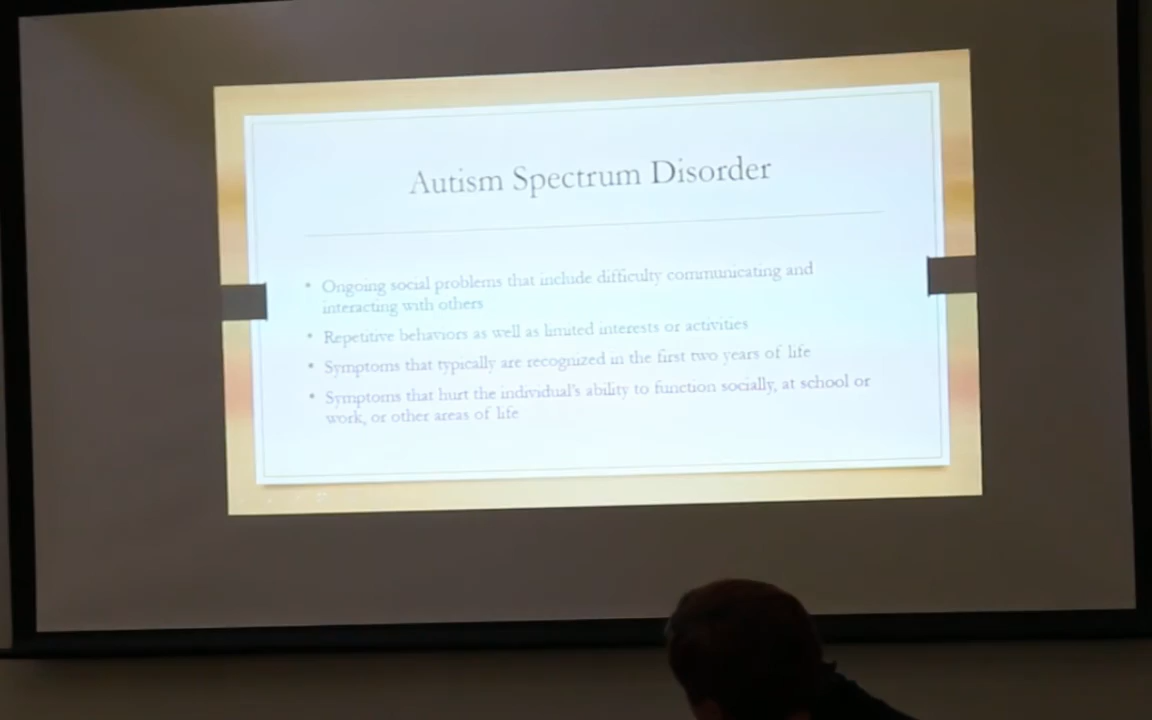 Autism Spectrum Disorder
• Ongoing social problems that include difficulty communicating and
interacting with others
• Repetitive behaviors as well as limited interests or activities
• Symptoms that typically are recognized in the first two years of life
• Symptoms that hurt the individual's ability to function socially, at school or
work, or other areas of life